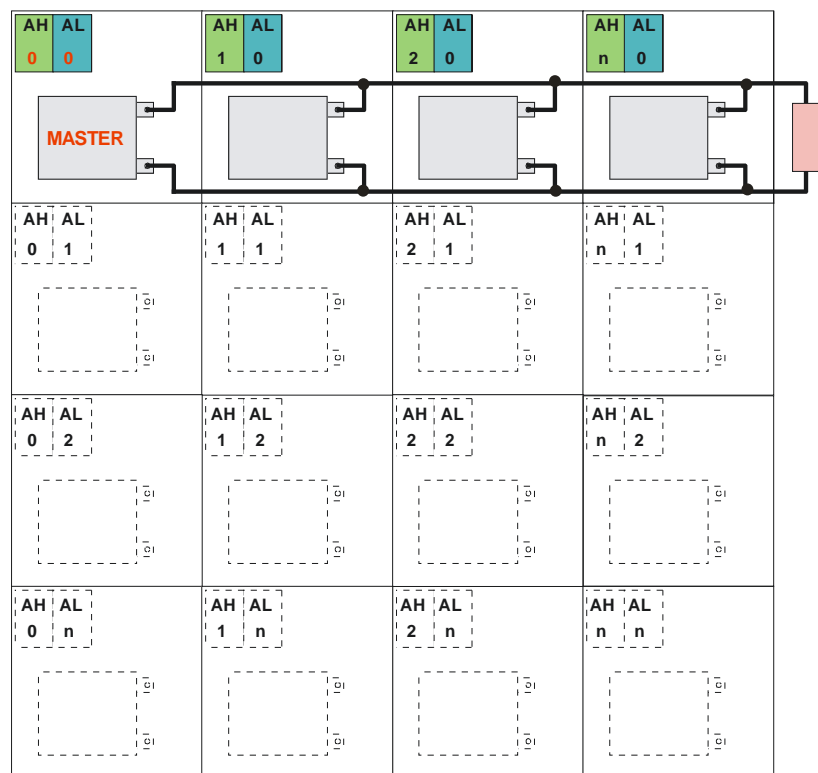 AH AL AH AL AH AL AH AL
0 0 1 0 2 0 n 0
MASTER
AH AL AH AL AH AL AH AL
0 1 1 1 2 1 n 1
AH AL AH AL AH AL AH AL
0 2 1 2 2 2 n 2
AH AL AH AL AH AL AH AL
0 n 1 n 2 n n n